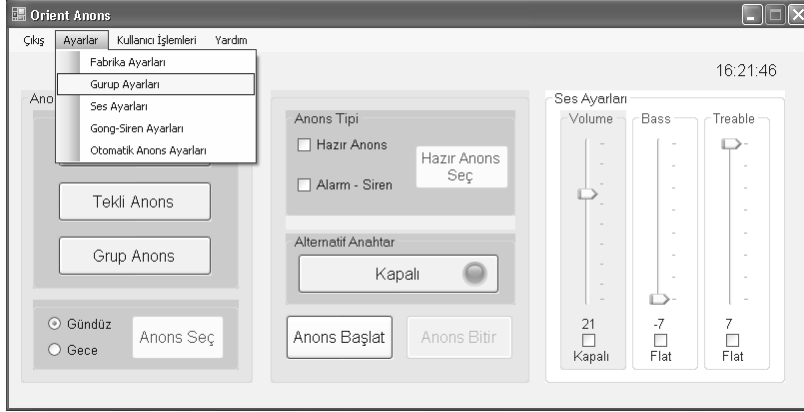 Orient Anons
Çıkış Ayarlar Kullanıcı İşlemleri Yardım
Fabrika Ayarları
Gurup Ayarları
Ses Ayarları
Gong-Siren Ayarları
Otomatik Anons Ayarları
16:21:46
Ano
Tekli Anons
Grup Anons
Gündüz
Gece
Anons Seç
Anons Tipi
Hazır Anons
Alarm - Siren
Hazır Anons
Seç
Alternatif Anahtar
Kapalı
Anons Başlat
Anons Bitir
Ses Ayarları
Volume Bass Treable
21 -7 7
Kapalı Flat Flat